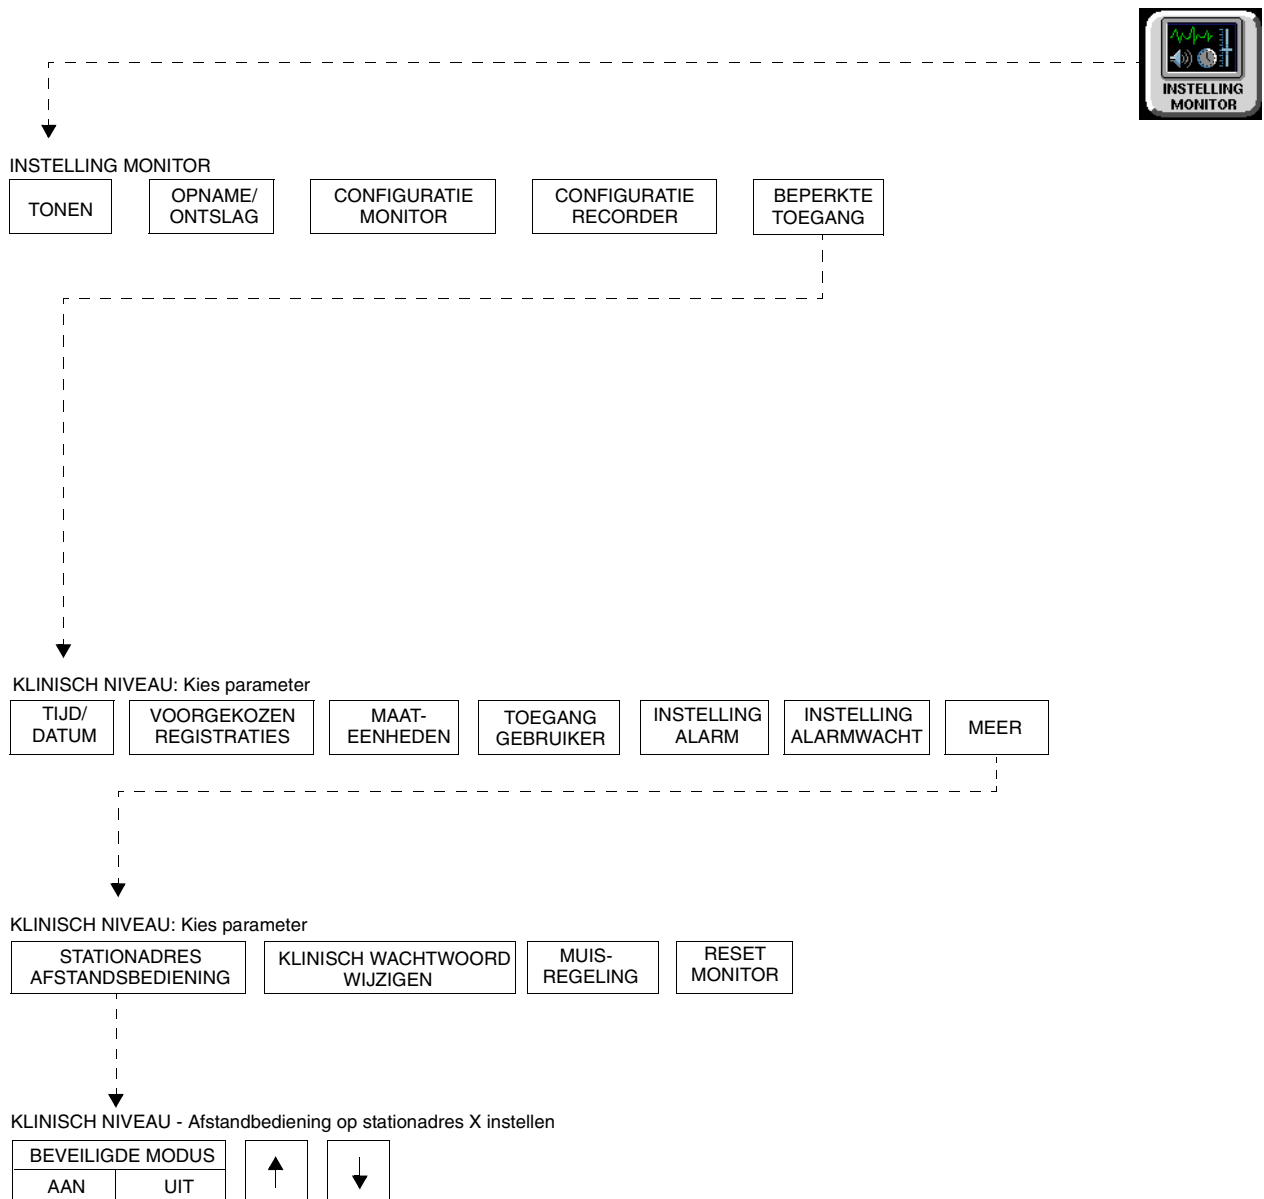 INSTELLING
MONITOR
INSTELLING MONITOR
TONEN
OPNAME/
ONTSLAG
CONFIGURATIE
MONITOR
CONFIGURATIE
RECORDER
BEPERKTE
TOEGANG
KLINISCH NIVEAU: Kies parameter
TIJD/
DATUM
VOORGEKOZEN
REGISTRATIES
MAAT-
EENHEDEN
TOEGANG
GEBRUIKER
INSTELLING
ALARM
INSTELLING
ALARMWACHT
MEER
KLINISCH NIVEAU: Kies parameter
STATIONADRES
AFSTANDSBEDIENING
KLINISCH WACHTWOORD
WIJZIGEN
MUIS-
REGELING
RESET
MONITOR
KLINISCH NIVEAU - Afstandbediening op stationadres X instellen
BEVEILIGDE MODUS
AAN UIT